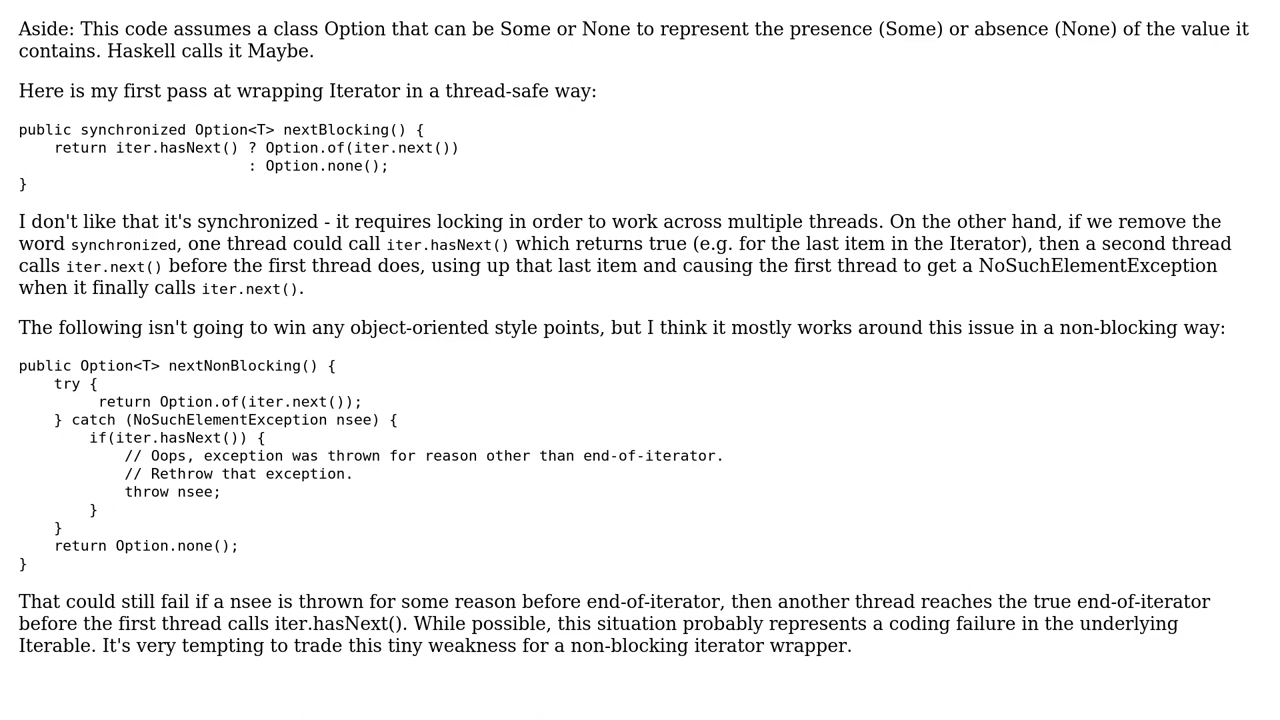 Aside: This code assumes a class Option that can be Some or None to represent the presence (Some) or absence (None) of the value it
contains. Haskell calls it Maybe.
Here is my first pass at wrapping Iterator in a thread-safe way:
public synchronized Option<T> nextBlocking() {
    return iter.hasNext() ? Option.of(iter.next())
                          : Option.none();
}
I don't like that it's synchronized - it requires locking in order to work across multiple threads. On the other hand, if we remove the
word synchronized, one thread could call iter.hasNext() which returns true (e.g. for the last item in the Iterator), then a second thread
calls iter.next() before the first thread does, using up that last item and causing the first thread to get a NoSuchElementException
when it finally calls iter.next().
The following isn't going to win any object-oriented style points, but I think it mostly works around this issue in a non-blocking way:
public Option<T> nextNonBlocking() {
    try {
         return Option.of(iter.next());
    } catch (NoSuchElementException nsee) {
        if(iter.hasNext()) {
            // Oops, exception was thrown for reason other than end-of-iterator.
            // Rethrow that exception.
            throw nsee;
        }
    }
    return Option.none();
}
That could still fail if a nsee is thrown for some reason before end-of-iterator, then another thread reaches the true end-of-iterator
before the first thread calls iter.hasNext(). While possible, this situation probably represents a coding failure in the underlying
Iterable. It's very tempting to trade this tiny weakness for a non-blocking iterator wrapper.